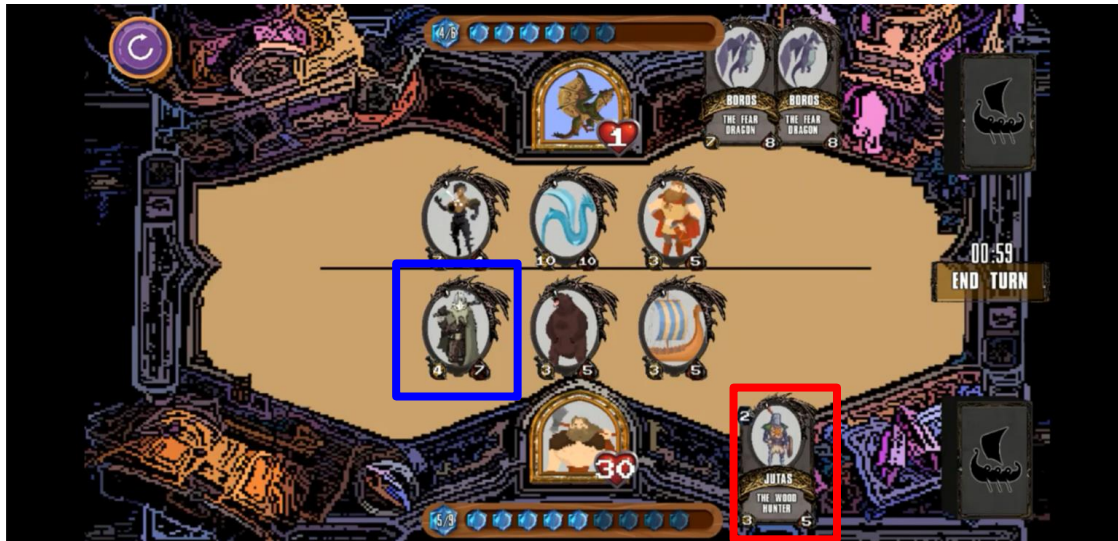 4/6
1
BOROS
THE FEAR
DRAGON
7 8
BOROS
THE FEAR
DRAGON
8
10 10
3 5
00:59
END TURN
4 7
3 5
3 5
30
2
JUTAS
THE WOOD
HUNTER
3 5
5/9